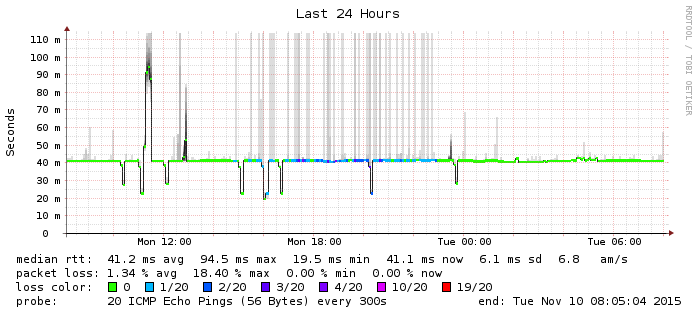 Last 24 Hours
RRDTOOL / TOBI OETIKER
Seconds
110 m
100 m
90 m
80 m
70 m
60 m
50 m
40 m
30 m
20 m
10 m
0
Mon 12:00 Mon 18:00 Tue 00:00 Tue 06:00
median rtt: 41.2 ms avg 94.5 ms max 19.5 ms min 41.1 ms now 6.1 ms sd 6.8 am/s
packet loss: 1.34 % avg 18.40 % max 0.00 % min 0.00 % now
loss color: 0 1/20 2/20 3/20 4/20 10/20 19/20
probe: 20 ICMP Echo Pings (56 Bytes) every 300s end: Tue Nov 10 08:05:04 2015